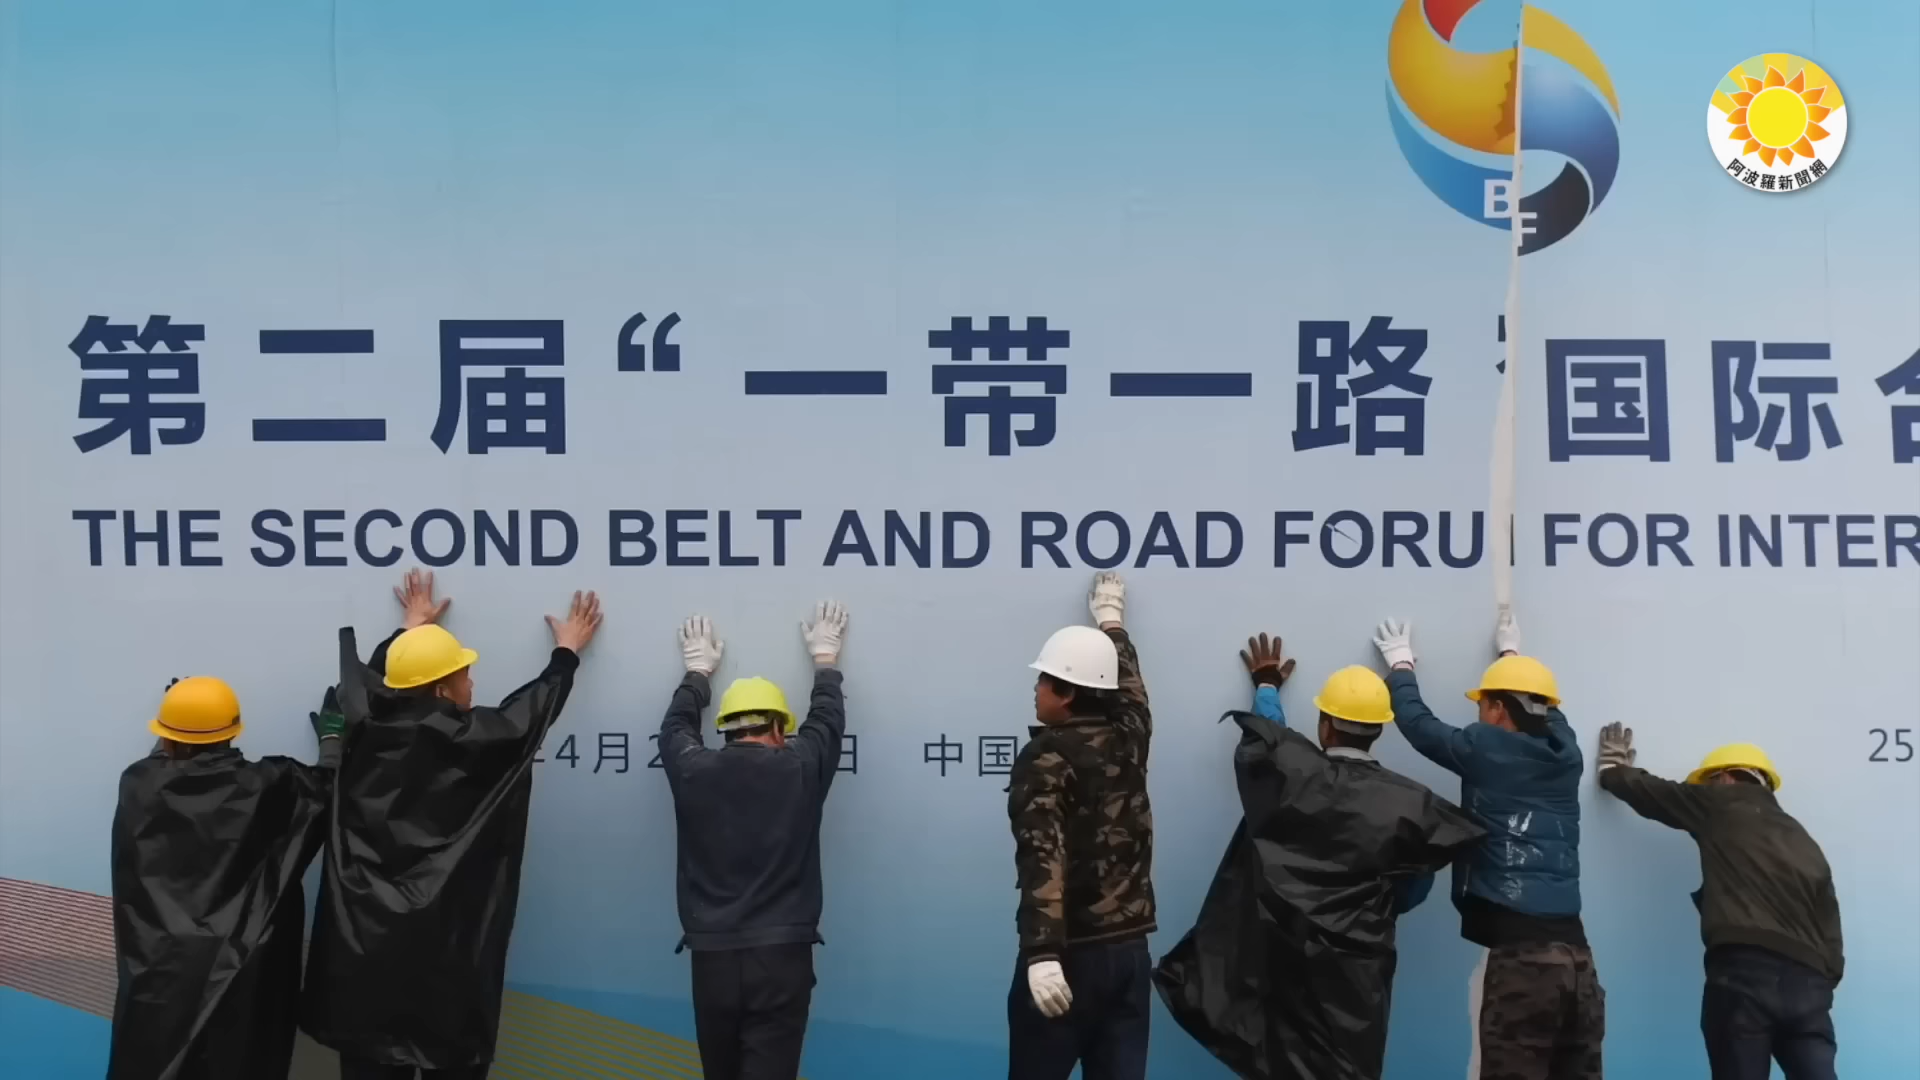 阿波羅新聞網
B
F
第二届“一带一路”国际
THE SECOND BELT AND ROAD FORU FOR INTER
4月2 日 中国
25